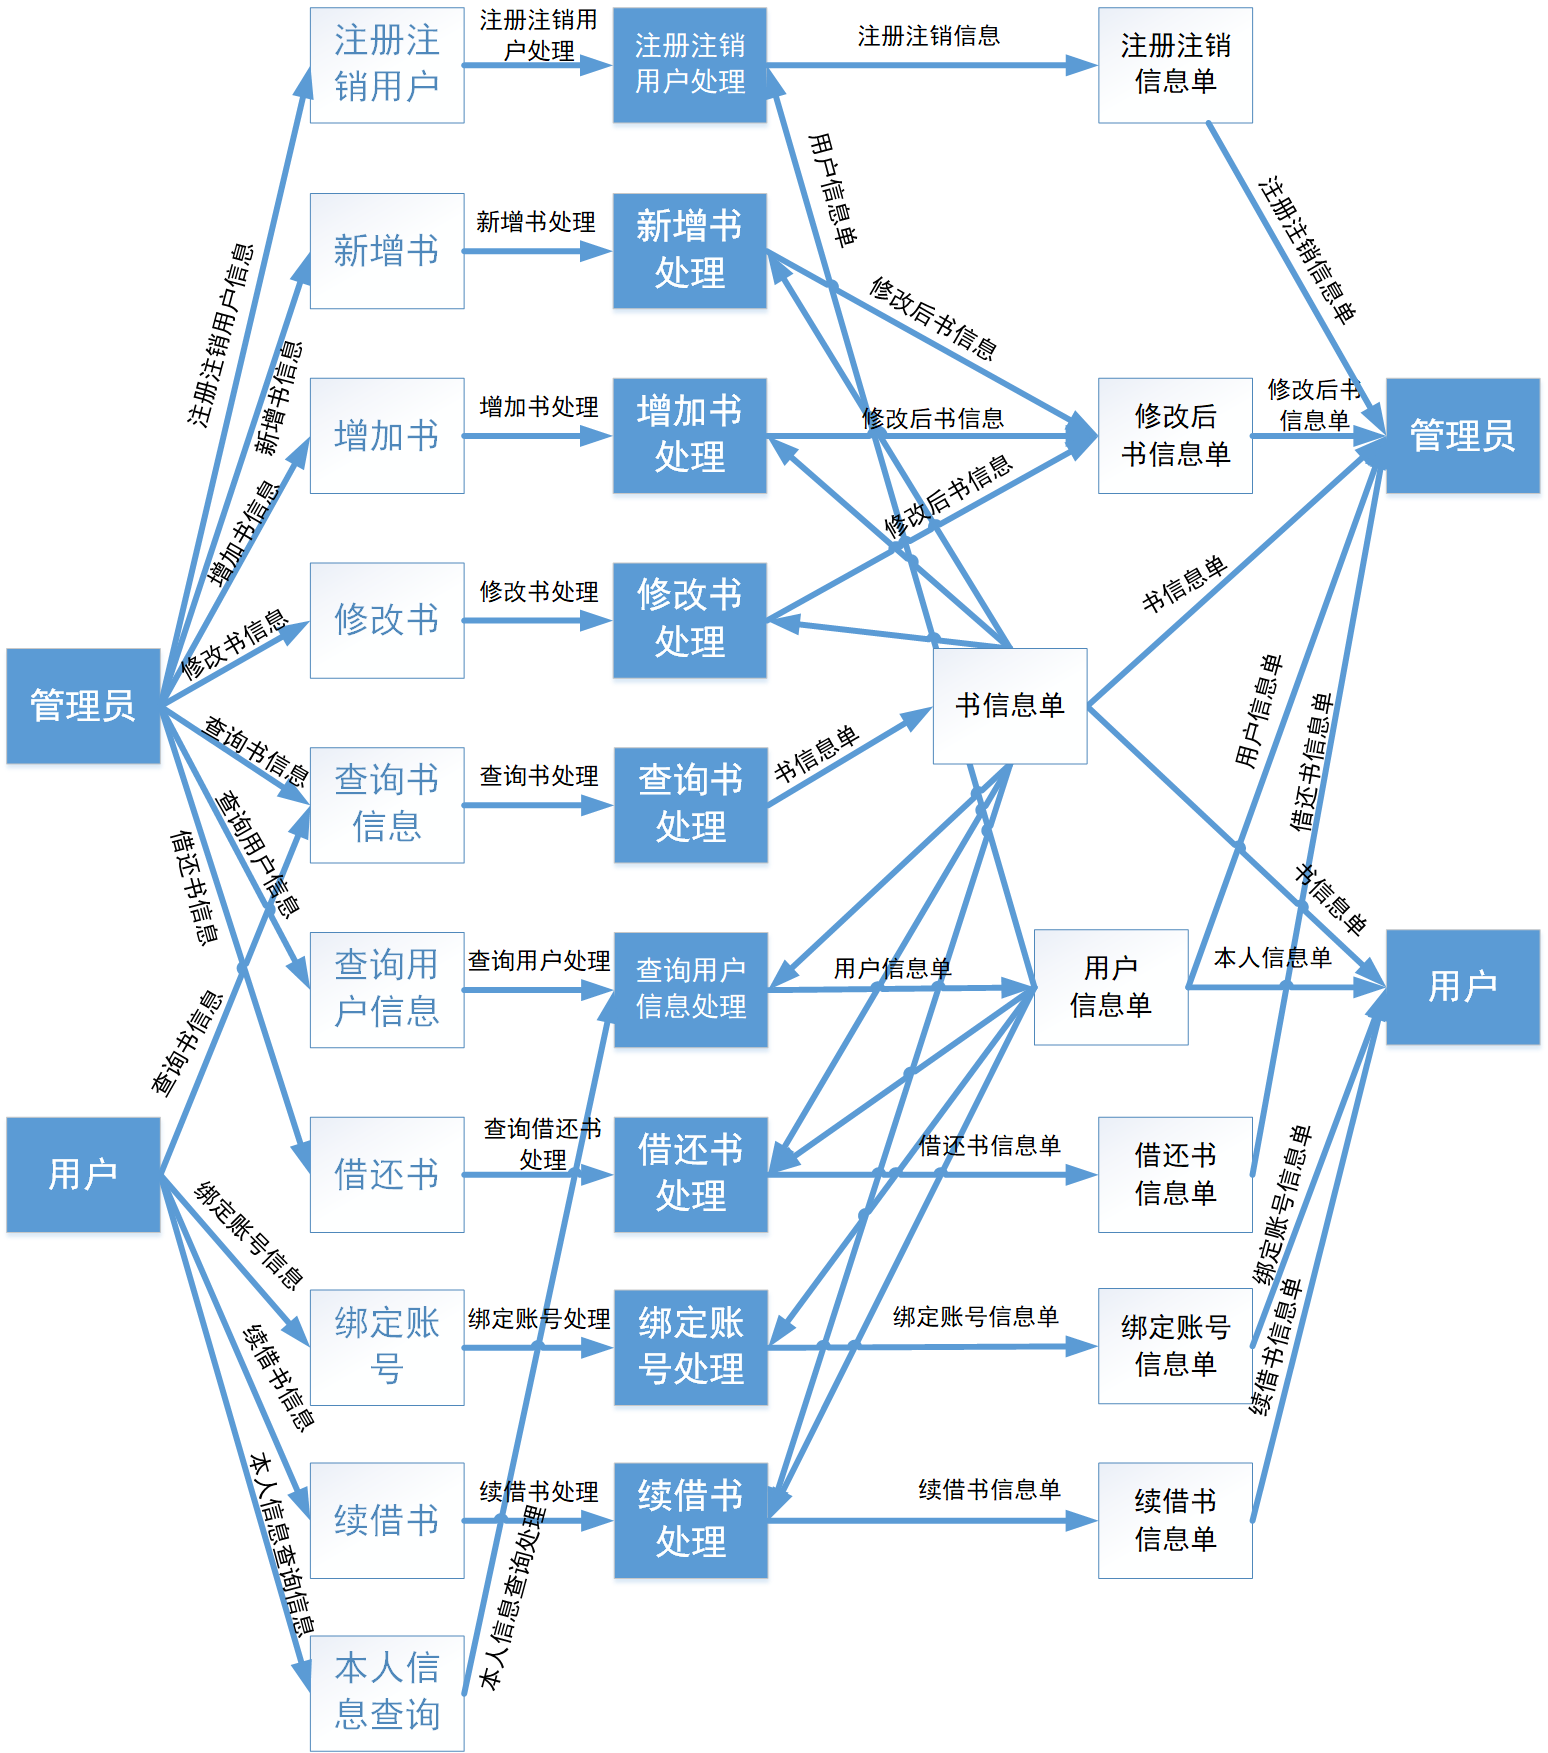 注册注
销用户
注册注销用
户处理
注册注销
用户处理
注册注销信息
注册注销
信息单
用户信息单
注册注销信息单
注册注销用户信息
新增书
新增书处理
新增书
处理
修改后书信息
新增书信息
增加书
增加书处理
增加书
处理
修改后书信息
修改后
书信息单
修改后书
信息单
管理员
增加书信息
修改后书信息
修改书
修改书处理
修改书
处理
书信息单
修改书信息
管理员
书信息单
用户信息单
借还书信息单
查询书信息
查询书
信息
查询书处理
查询书
处理
书信息单
查询用户信息
借还书信息
书信息单
查询用
户信息
查询用户处理
查询用户
信息处理
用户信息单
用户
信息单
本人信息单
用户
查询书信息
用户
借还书
查询借还书
处理
借还书
处理
借还书信息单
借还书
信息单
绑定账号信息单
绑定账号信息
绑定账
号
绑定账号处理
绑定账
号处理
绑定账号信息单
绑定账号
信息单
续借书信息单
续借书信息
续借书
续借书处理
续借书
处理
续借书信息单
续借书
信息单
本人信息查询信息
本人信息查询处理
本人信
息查询